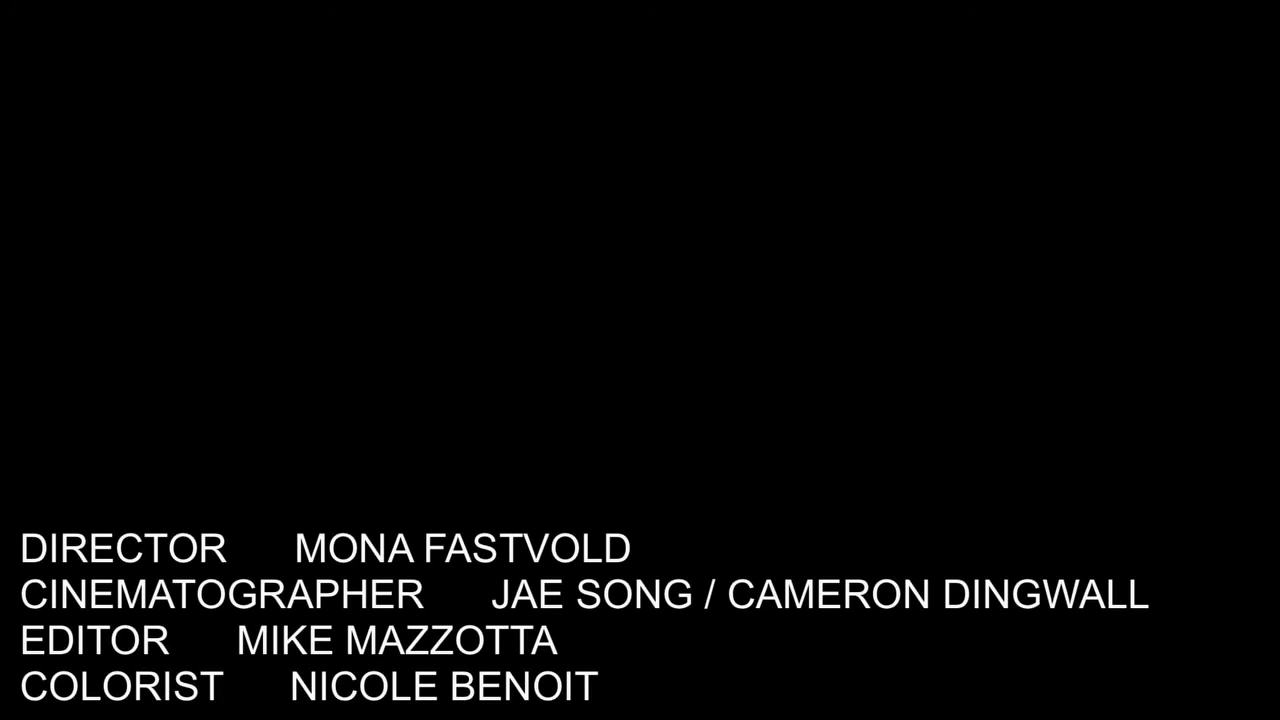 DIRECTOR MONA FASTVOLD
CINEMATOGRAPHER JAE SONG / CAMERON DINGWALL
EDITOR MIKE MAZZOTTA
COLORIST NICOLE BENOIT